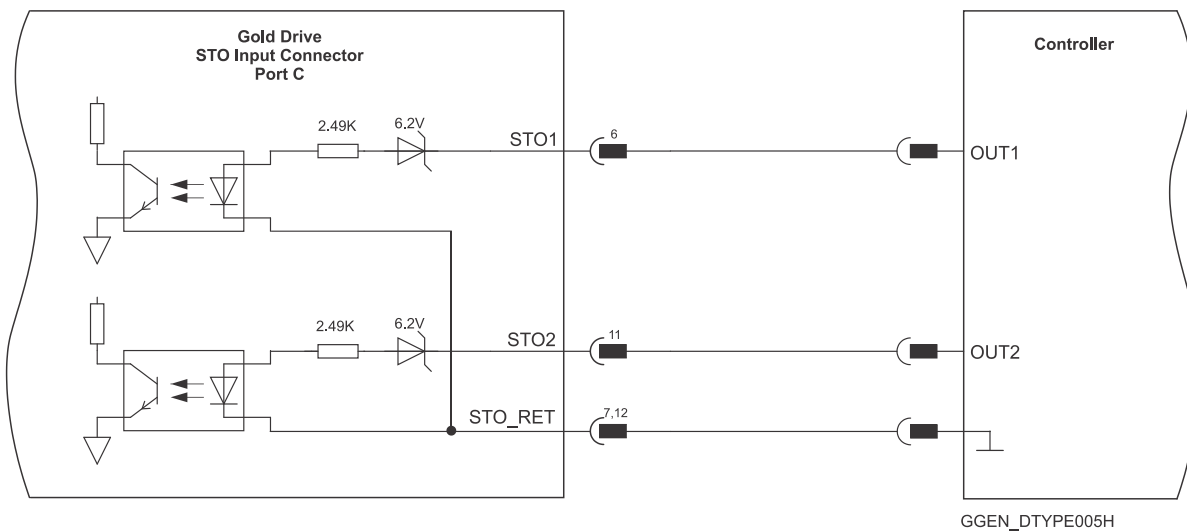 Gold Drive
STO Input Connector
Port C
Controller
2.49K
6.2V
STO1
6
OUT1
2.49K
6.2V
STO2
11
OUT2
STO_RET
7,12
GGEN_DTYPE005H